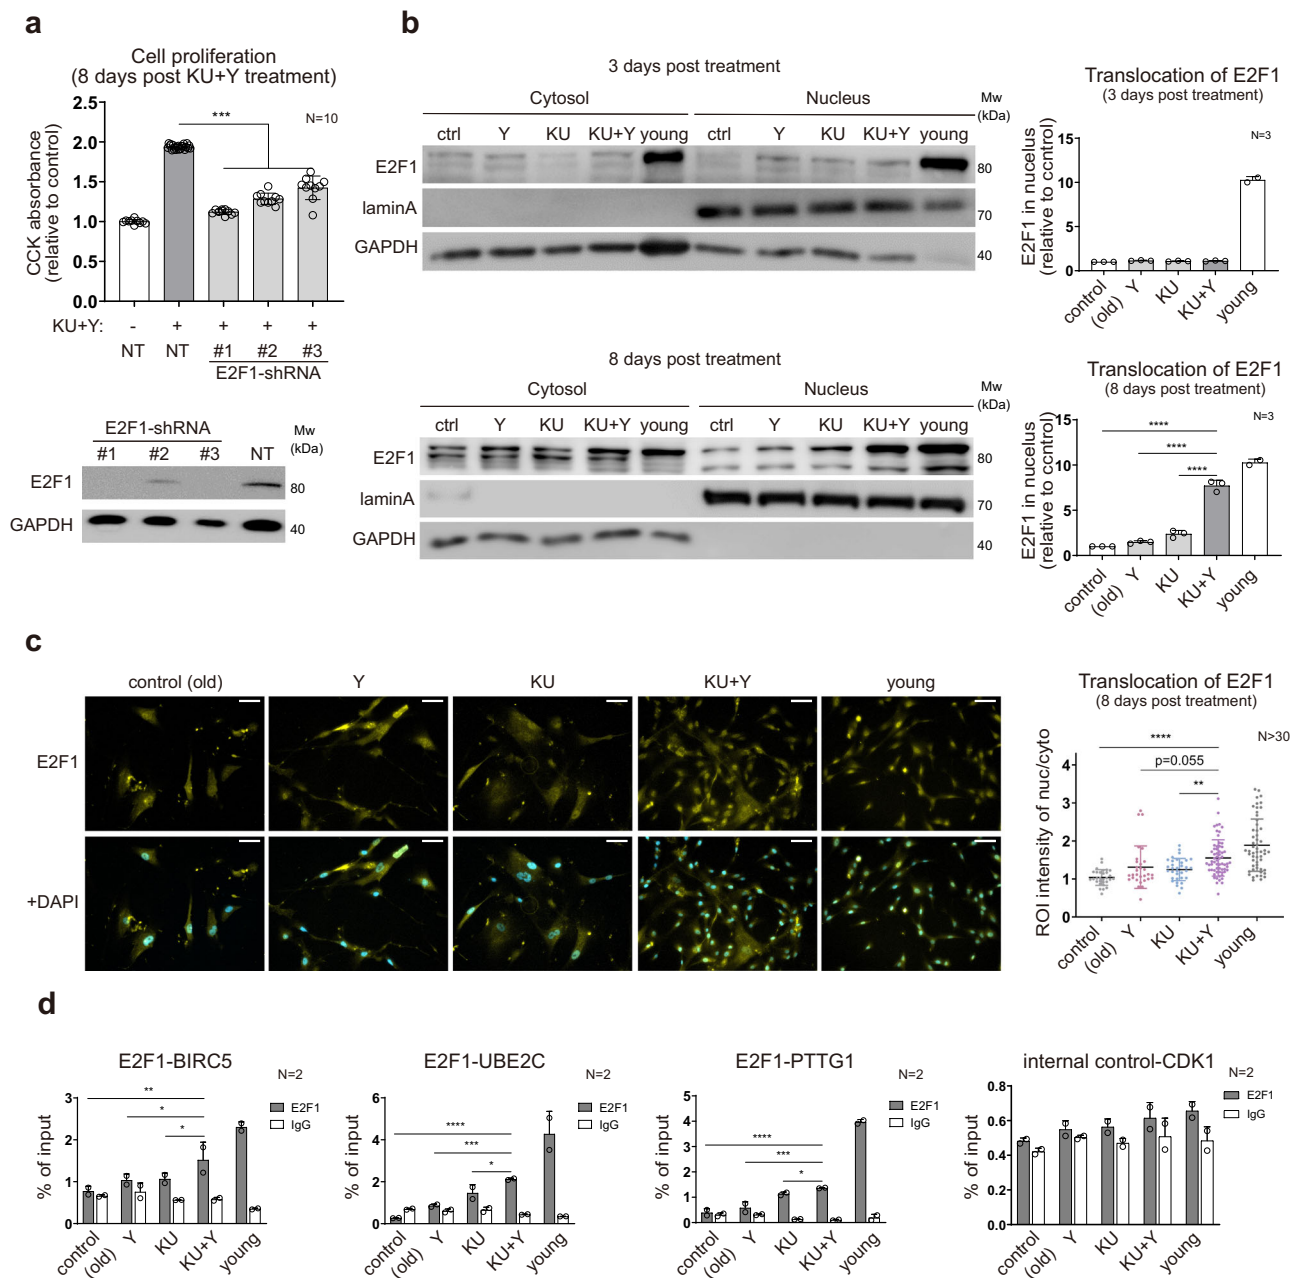 a
Cell proliferation
(8 days post KU+Y treatment)
CCK absorbance
(relative to control)
2.5
2.0
1.5
1.0
0.5
0.0
***
N=10
KU+Y: - + + + +
NT NT #1 #2 #3
E2F1-shRNA
E2F1-shRNA
#1 #2 #3 NT
Mw
(kDa)
E2F1
80
GAPDH
40
b
3 days post treatment
Cytosol
Nucleus
Mw
(kDa)
ctrl Y KU KU+Y young ctrl Y KU KU+Y young
E2F1
80
laminA
70
GAPDH
40
Translocation of E2F1
(3 days post treatment)
N=3
E2F1 in nucelus
(relative to control)
15
10
5
0
control
(old)
Y
KU
KU+Y
young
8 days post treatment
Cytosol
Nucleus
Mw
(kDa)
ctrl Y KU KU+Y young ctrl Y KU KU+Y young
E2F1
80
laminA
70
GAPDH
40
Translocation of E2F1
(8 days post treatment)
N=3
E2F1 in nucelus
(relative to control)
15
10
5
0
****
****
****
control
(old)
Y
KU
KU+Y
young
c
control (old) Y KU KU+Y young
E2F1
+DAPI
Translocation of E2F1
(8 days post treatment)
N>30
ROI intensity of nuc/cyto
4
3
2
1
0
****
p=0.055
**
control
(old)
Y
KU
KU+Y
young
d
E2F1-BIRC5
N=2
E2F1
IgG
% of input
3
2
1
0
**
*
*
control
(old)
Y
KU
KU+Y
young
E2F1-UBE2C
N=2
E2F1
IgG
% of input
6
4
2
0
****
***
*
control
(old)
Y
KU
KU+Y
young
E2F1-PTTG1
N=2
E2F1
IgG
% of input
5
4
3
2
1
0
****
***
*
control
(old)
Y
KU
KU+Y
young
internal control-CDK1
N=2
E2F1
IgG
% of input
0.8
0.6
0.4
0.2
0.0
control
(old)
Y
KU
KU+Y
young